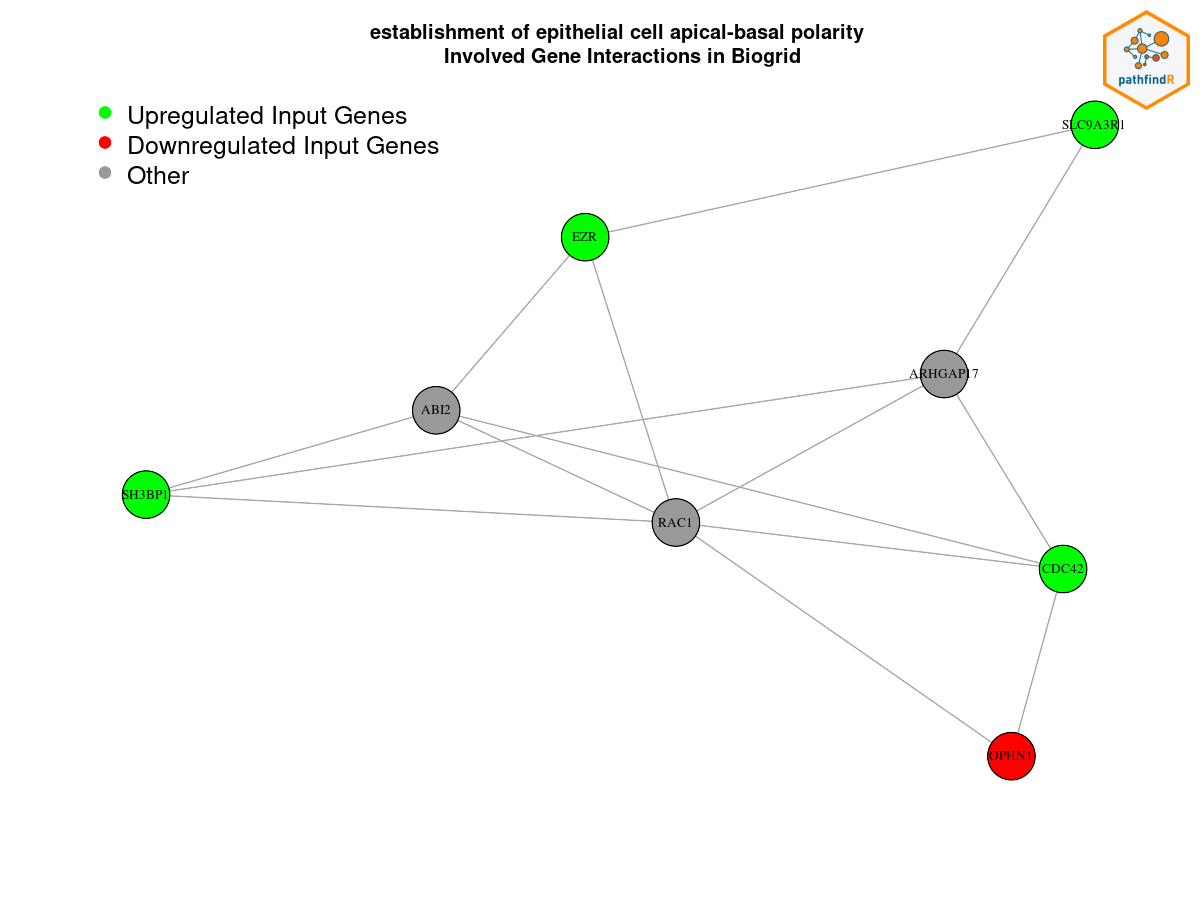 establishment of epithelial cell apical-basal polarity
Involved Gene Interactions in Biogrid
pathfindR
Upregulated Input Genes
Downregulated Input Genes
Other
SLC9A3R1
EZR
ARHGAP17
ABI2
SH3BP1
RAC1
CDC42
OPHN1